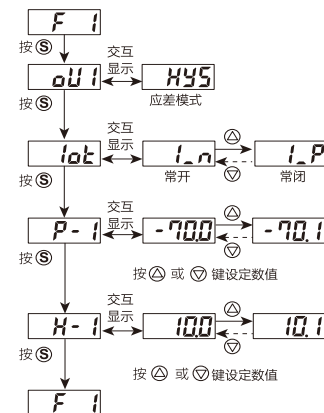 F 1
按Ⓢ
交互
显示
oU1 HYS
应差模式
按Ⓢ
交互
显示
1ot 1_n 1_P
常开 常闭
按Ⓢ
交互
显示
P-1 -70.0 -70.1
按Ⓢ
按△ 或 ▽ 键设定数值
交互
显示
H-1 10.0 10.1
按Ⓢ
按△ 或 ▽键设定数值
F 1